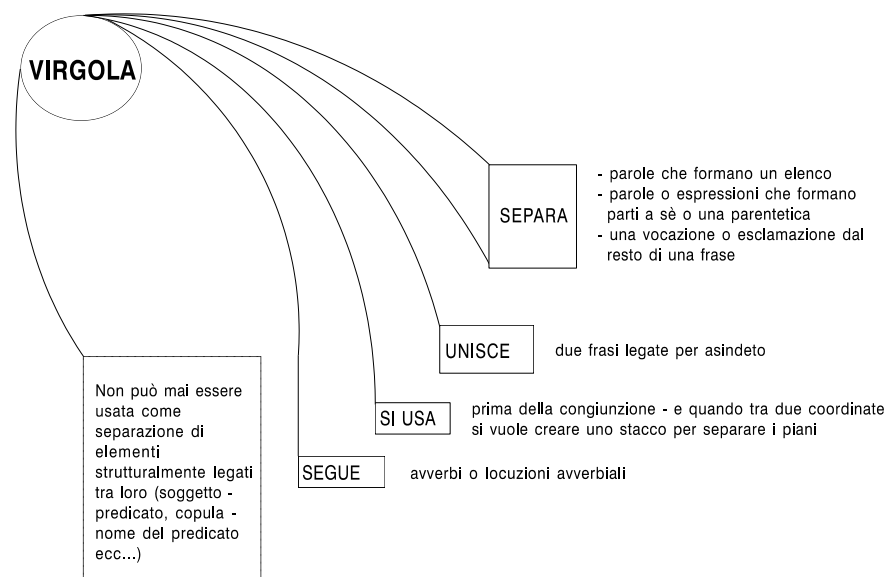 VIRGOLA
SEPARA
- parole che formano un elenco
- parole o espressioni che formano
parti a sè o una parentetica
- una vocazione o esclamazione dal
resto di una frase
UNISCE
due frasi legate per asindeto
SI USA
prima della congiunzione - e quando tra due coordinate
si vuole creare uno stacco per separare i piani
SEGUE
avverbi o locuzioni avverbiali
Non può mai essere
usata come
separazione di
elementi
strutturalmente legati
tra loro (soggetto -
predicato, copula -
nome del predicato
ecc...)